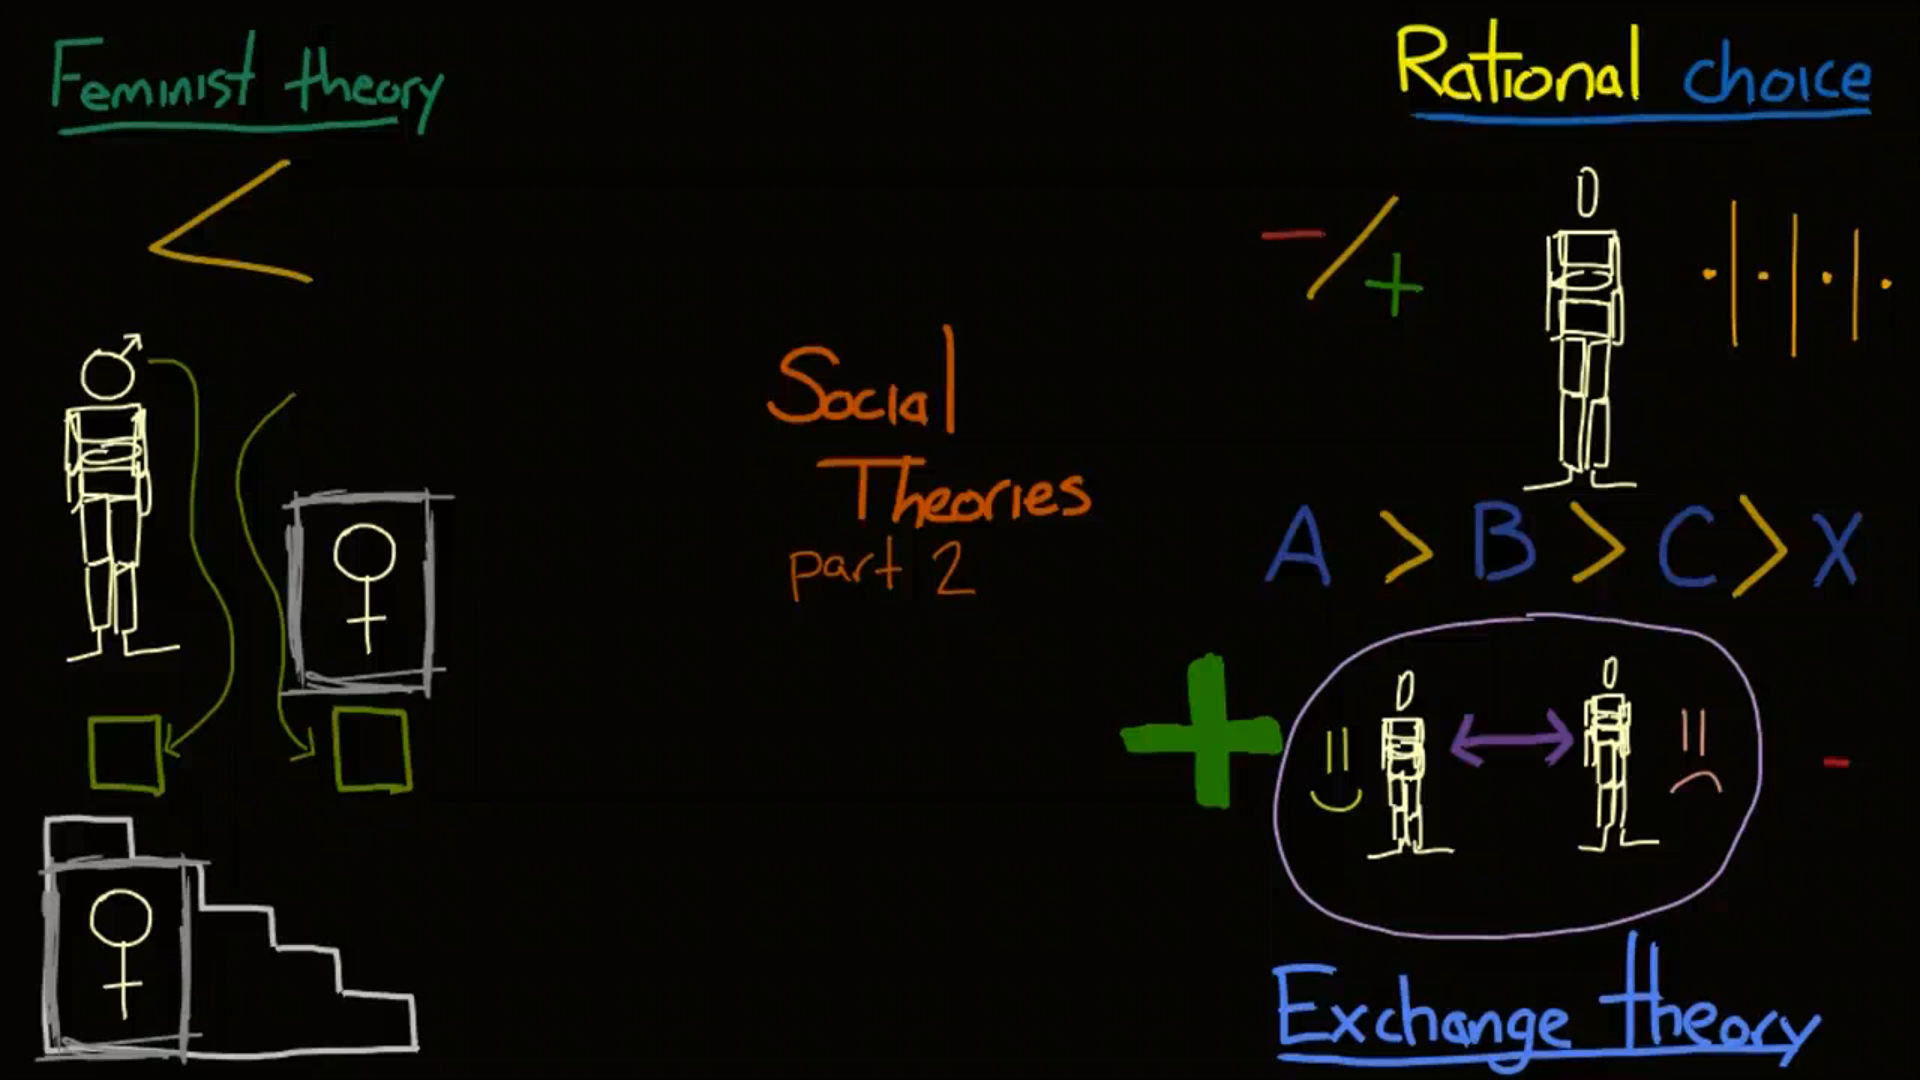 Feminist theory
<
Social
Theories
part 2
Rational choice
- / +
A > B > C > X
+
-
Exchange theory